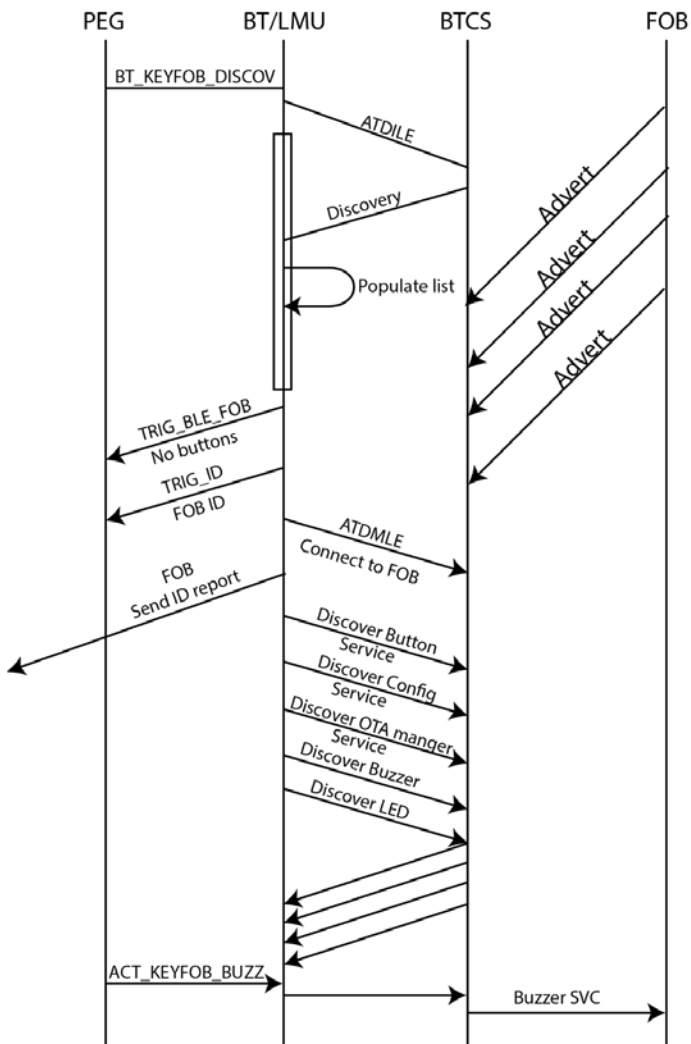 PEG
BT/LMU
BTCS
FOB
BT_KEYFOB_DISCOV
ATDILE
Discovery
Populate list
Advert
Advert
Advert
Advert
TRIG_BLE_FOB
No buttons
TRIG_ID
FOB ID
ATDMLE
Connect to FOB
FOB
Send ID report
Discover Button
Service
Discover Config
Service
Discover OTA manger
Service
Discover Buzzer
Discover LED
ACT_KEYFOB_BUZZ
Buzzer SVC